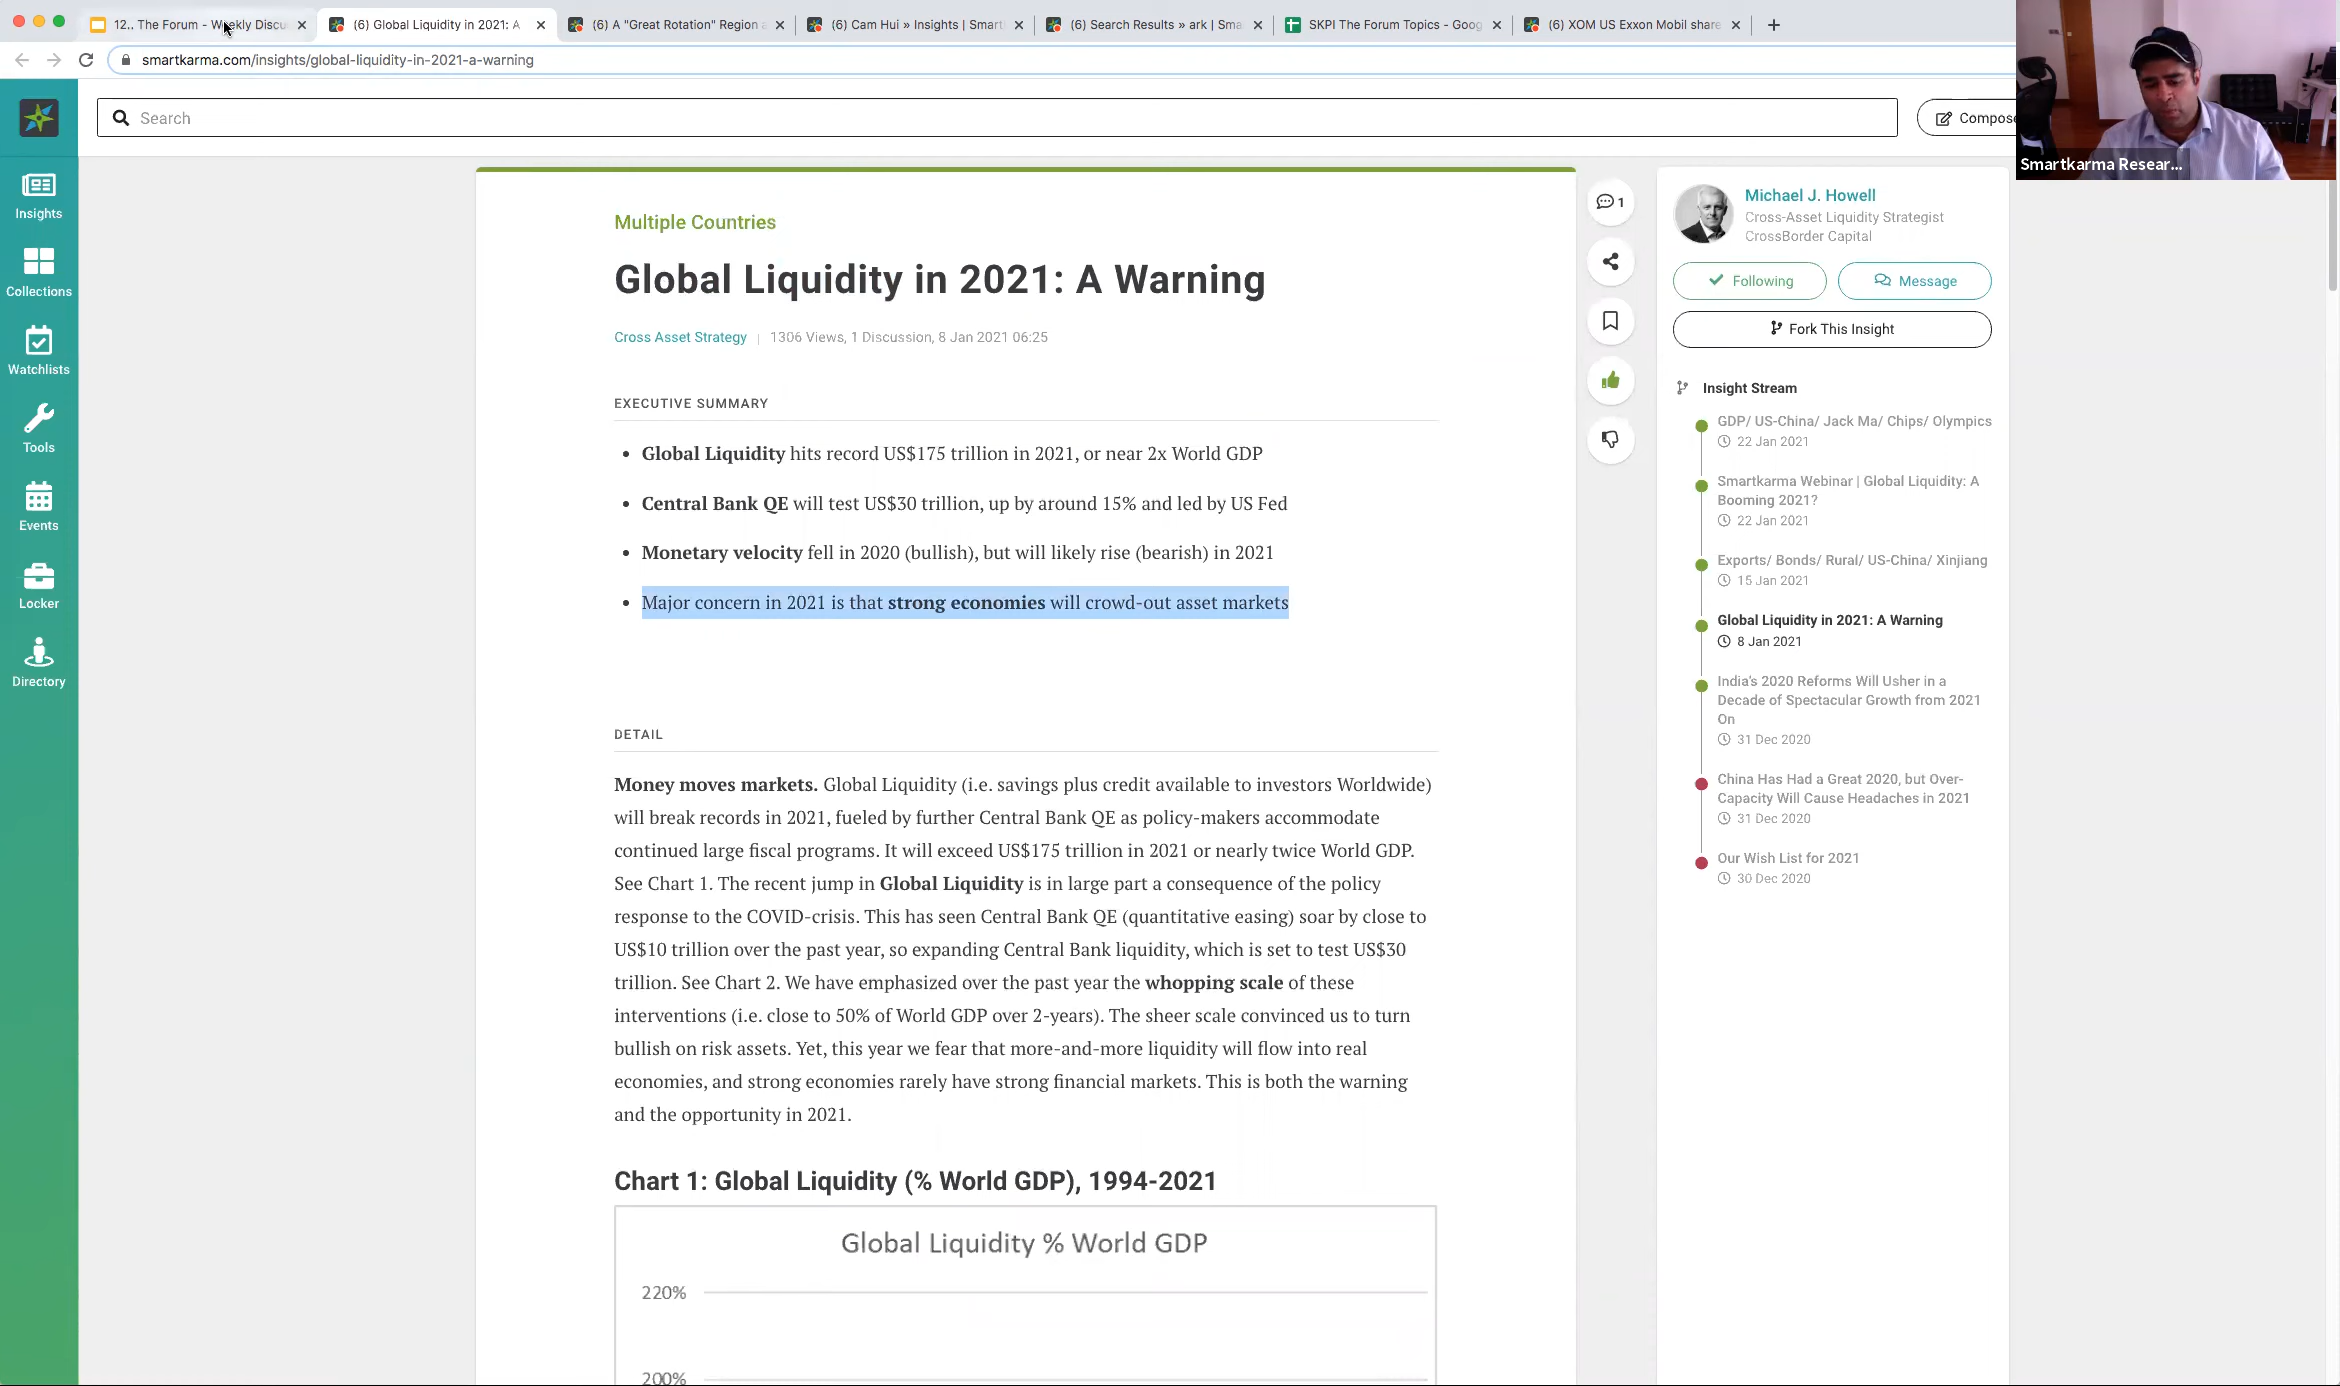 12.. The Forum - Weekly Discu
(6) Global Liquidity in 2021: A
(6) A "Great Rotation" Region a
(6) Cam Hui » Insights | Smart
(6) Search Results » ark | Sma
SKPI The Forum Topics - Goog
(6) XOM US Exxon Mobil share
smartkarma.com/insights/global-liquidity-in-2021-a-warning
Search
Compose
Smartkarma Resear...
Insights
Collections
Watchlists
Tools
Events
Locker
Directory
Multiple Countries
Global Liquidity in 2021: A Warning
Cross Asset Strategy | 1306 Views, 1 Discussion, 8 Jan 2021 06:25
EXECUTIVE SUMMARY
• Global Liquidity hits record US$175 trillion in 2021, or near 2x World GDP
• Central Bank QE will test US$30 trillion, up by around 15% and led by US Fed
• Monetary velocity fell in 2020 (bullish), but will likely rise (bearish) in 2021
• Major concern in 2021 is that strong economies will crowd-out asset markets
DETAIL
Money moves markets. Global Liquidity (i.e. savings plus credit available to investors Worldwide)
will break records in 2021, fueled by further Central Bank QE as policy-makers accommodate
continued large fiscal programs. It will exceed US$175 trillion in 2021 or nearly twice World GDP.
See Chart 1. The recent jump in Global Liquidity is in large part a consequence of the policy
response to the COVID-crisis. This has seen Central Bank QE (quantitative easing) soar by close to
US$10 trillion over the past year, so expanding Central Bank liquidity, which is set to test US$30
trillion. See Chart 2. We have emphasized over the past year the whopping scale of these
interventions (i.e. close to 50% of World GDP over 2-years). The sheer scale convinced us to turn
bullish on risk assets. Yet, this year we fear that more-and-more liquidity will flow into real
economies, and strong economies rarely have strong financial markets. This is both the warning
and the opportunity in 2021.
Chart 1: Global Liquidity (% World GDP), 1994-2021
Global Liquidity % World GDP
220%
200%
1
Michael J. Howell
Cross-Asset Liquidity Strategist
CrossBorder Capital
Following
Message
Fork This Insight
Insight Stream
GDP/ US-China/ Jack Ma/ Chips/ Olympics
22 Jan 2021
Smartkarma Webinar | Global Liquidity: A
Booming 2021?
22 Jan 2021
Exports/ Bonds/ Rural/ US-China/ Xinjiang
15 Jan 2021
Global Liquidity in 2021: A Warning
8 Jan 2021
India's 2020 Reforms Will Usher in a
Decade of Spectacular Growth from 2021
On
31 Dec 2020
China Has Had a Great 2020, but Over-
Capacity Will Cause Headaches in 2021
31 Dec 2020
Our Wish List for 2021
30 Dec 2020